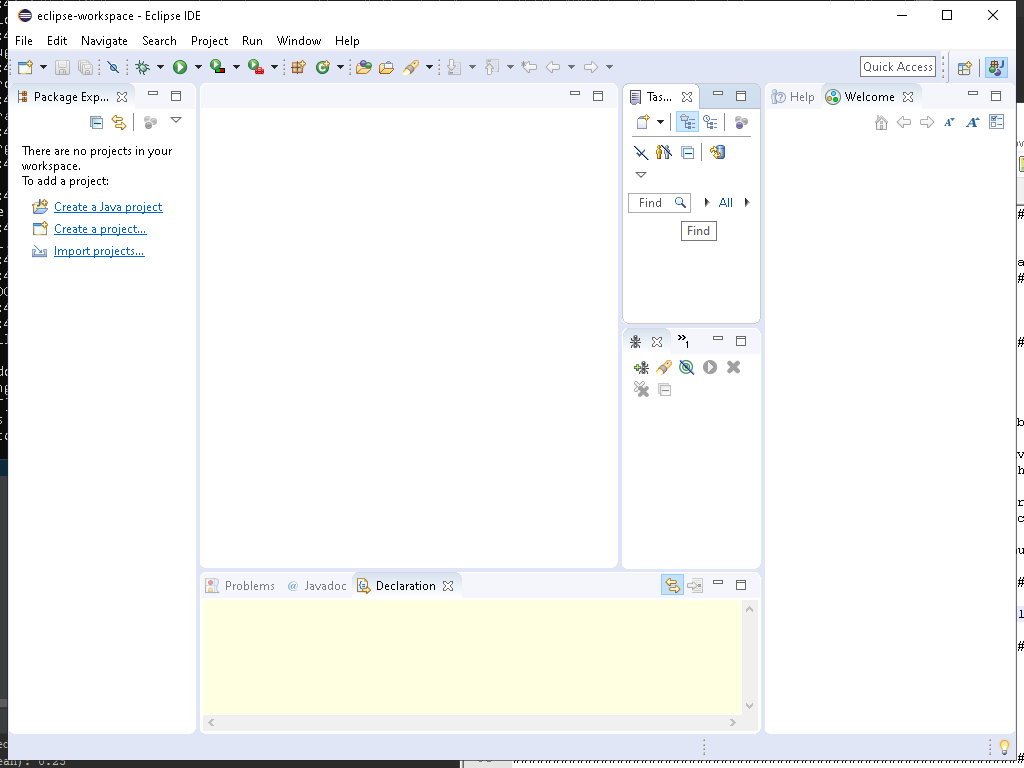 eclipse-workspace - Eclipse IDE
File Edit Navigate Search Project Run Window Help
Quick Access
Package Exp...
Tas...
Help
Welcome
There are no projects in your
workspace.
To add a project:
Create a Java project
Create a project...
Import projects...
Find
All
Find
1
Problems
@ Javadoc
Declaration